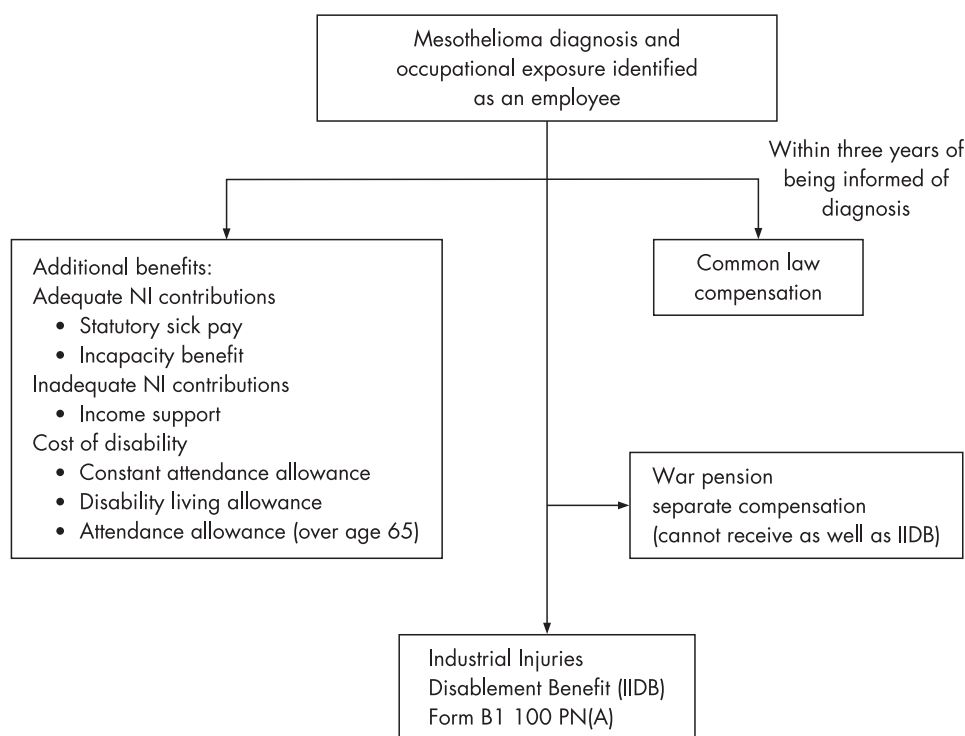 Mesothelioma diagnosis and
occupational exposure identified
as an employee
Within three years of
being informed of
diagnosis
Additional benefits:
Adequate NI contributions
• Statutory sick pay
• Incapacity benefit
Inadequate NI contributions
• Income support
Cost of disability
• Constant attendance allowance
• Disability living allowance
• Attendance allowance (over age 65)
Common law
compensation
War pension
separate compensation
(cannot receive as well as IIDB)
Industrial Injuries
Disablement Benefit (IIDB)
Form B1 100 PN(A)